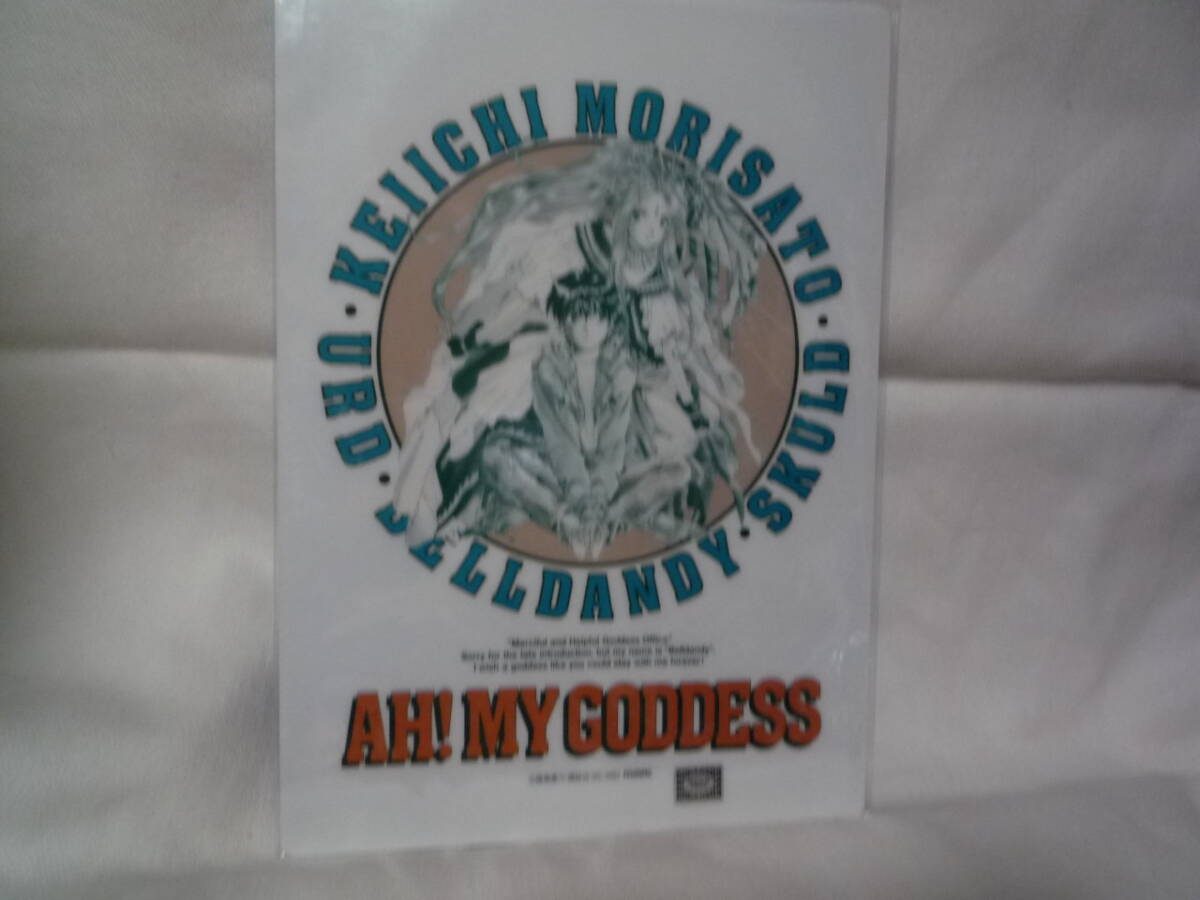 KEIICHI MORISATO · SKULD · BELLDANDY · URD ·
"Merciful and Helpful Goddess Office"
Sorry for the late introduction, but my name is "Belldandy".
I wish a goddess like you could stay with me forever!
AH! MY GODDESS